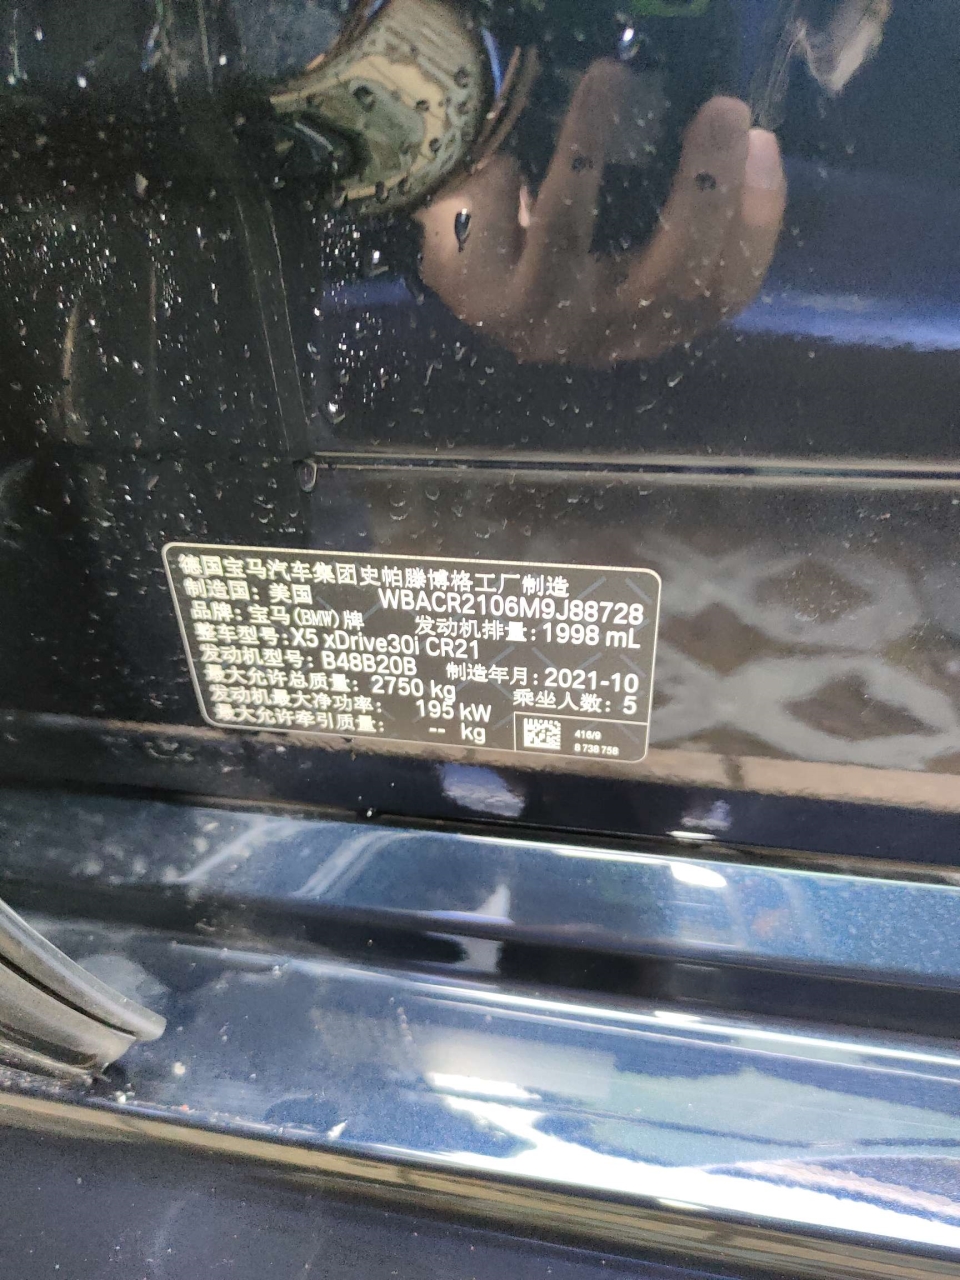 德国宝马汽车集团史帕滕博格工厂制造
制造国: 美国 WBACR2106M9J88728
品牌: 宝马(BMW)牌 发动机排量: 1998 mL
整车型号: X5 xDrive30i CR21
发动机型号: B48B20B 制造年月: 2021-10
最大允许总质量: 2750 kg 乘坐人数: 5
发动机最大净功率: 195 kW
最大允许牵引质量: -- kg
416/9
8 738 758